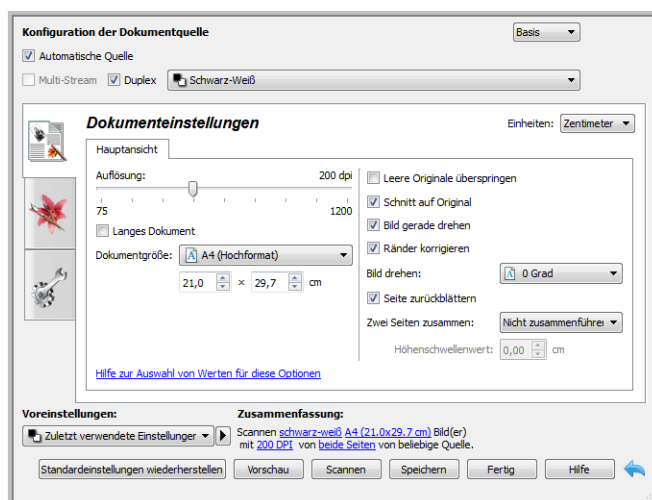 Konfiguration der Dokumentquelle
Basis
Automatische Quelle
Multi-Stream
Duplex
Schwarz-Weiß
Dokumenteinstellungen
Einheiten:
Zentimeter
Hauptansicht
Auflösung:
200 dpi
75
1200
Langes Dokument
Dokumentgröße:
A4 (Hochformat)
21,0 × 29,7 cm
Hilfe zur Auswahl von Werten für diese Optionen
Leere Originale überspringen
Schnitt auf Original
Bild gerade drehen
Ränder korrigieren
Bild drehen:
0 Grad
Seite zurückblättern
Zwei Seiten zusammen:
Nicht zusammenführen
Höhenschwellenwert: 0,00 cm
Voreinstellungen:
Zuletzt verwendete Einstellungen
Zusammenfassung:
Scannen schwarz-weiß A4 (21.0x29.7 cm) Bild(er)
mit 200 DPI von beide Seiten von beliebige Quelle.
Standardeinstellungen wiederherstellen
Vorschau
Scannen
Speichern
Fertig
Hilfe